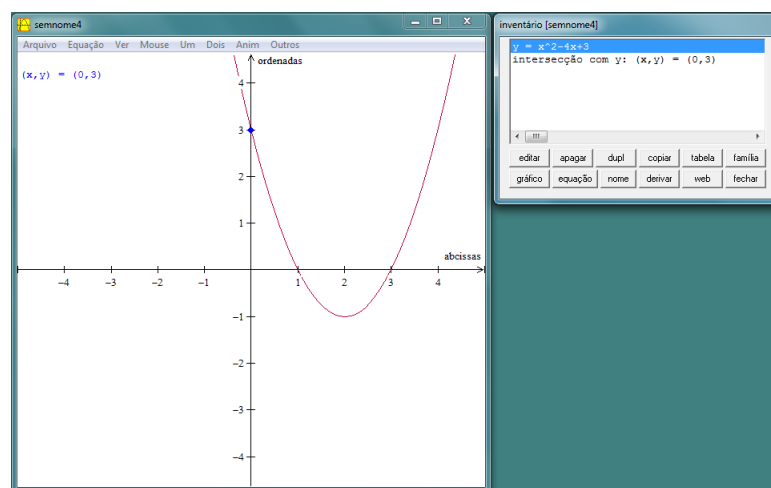 semnome4
Arquivo Equação Ver Mouse Um Dois Anim Outros
(x,y) = (0,3)
ordenadas
abcissas
4
3
2
1
−1
−2
−3
−4
−4 −3 −2 −1 1 2 3 4
inventário [semnome4]
y = x^2-4x+3
intersecção com y: (x,y) = (0,3)
editar apagar dupl copiar tabela família
gráfico equação nome derivar web fechar